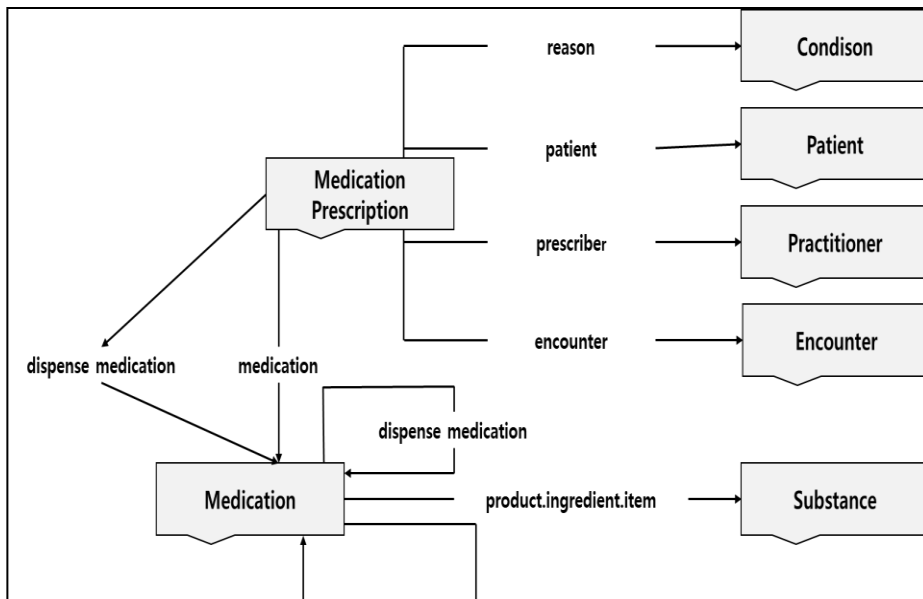 reason
Condison
patient
Patient
Medication
Prescription
prescriber
Practitioner
encounter
Encounter
dispense medication
medication
dispense medication
Medication
product.ingredient.item
Substance